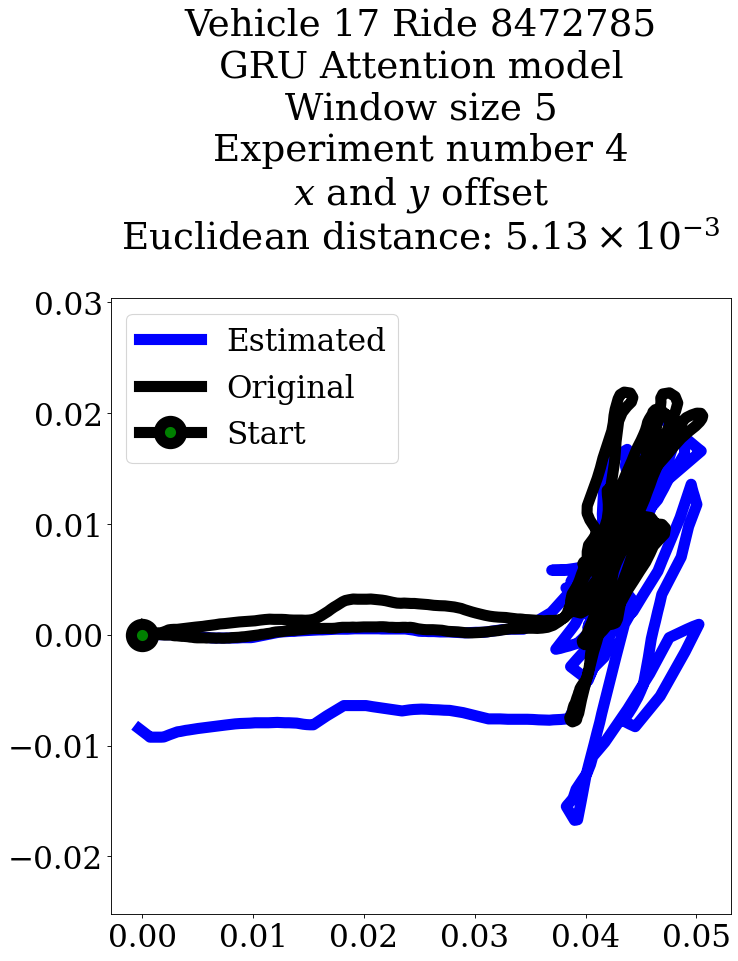 Vehicle 17 Ride 8472785
GRU Attention model
Window size 5
Experiment number 4
x and y offset
Euclidean distance: 5.13 × 10⁻³
0.03
Estimated
Original
Start
0.02
0.01
0.00
−0.01
−0.02
0.00 0.01 0.02 0.03 0.04 0.05